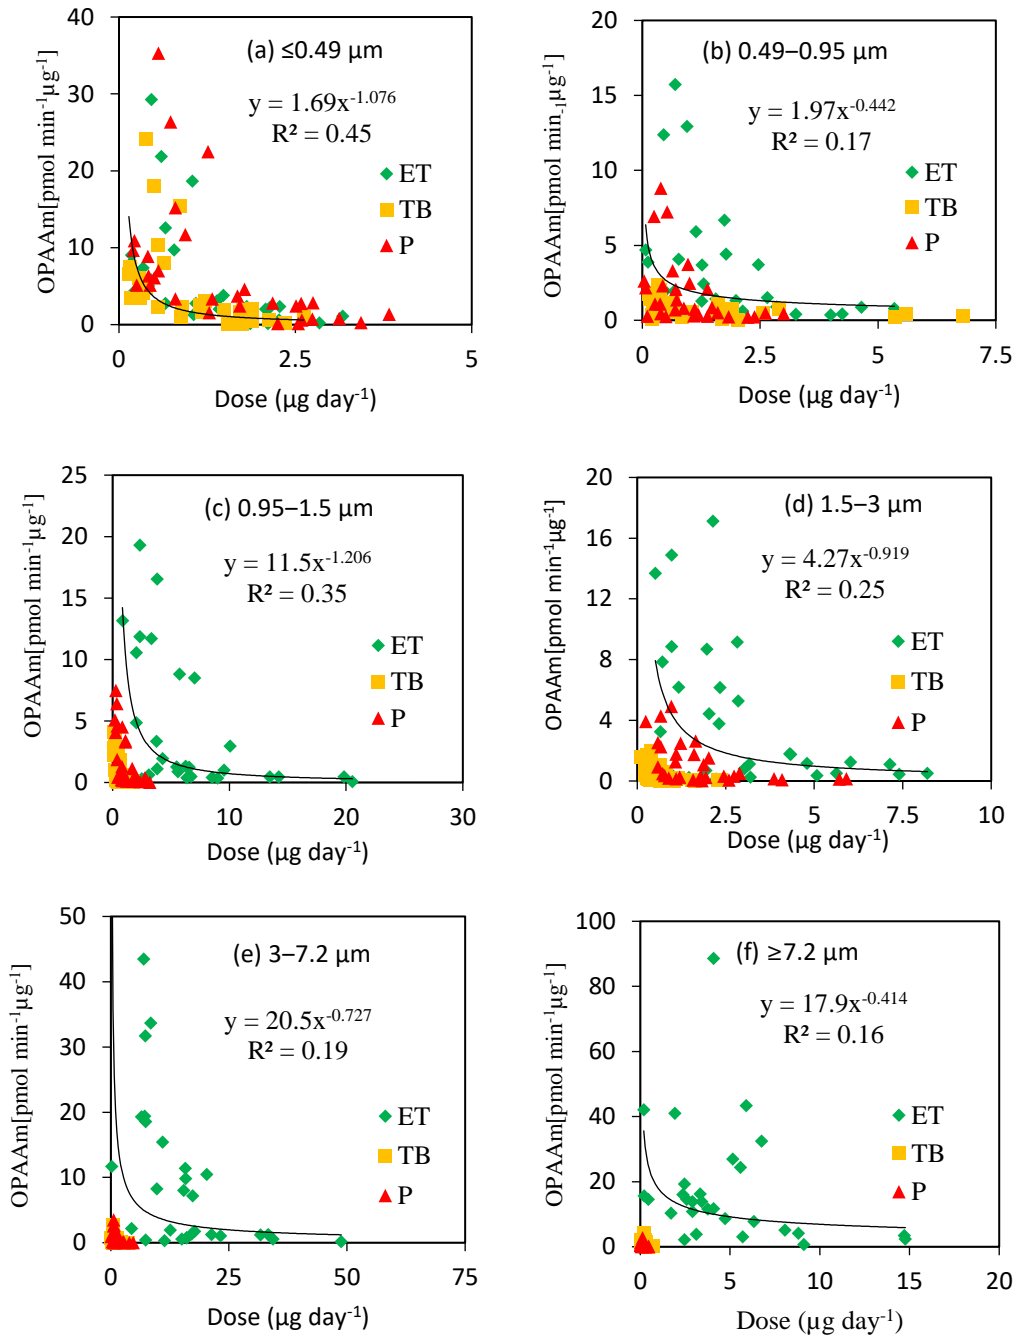 40
30
20
10
0
0
2.5
5
OPAAm[pmol min⁻¹µg⁻¹]
Dose (µg day⁻¹)
(a) ≤0.49 µm
y = 1.69x⁻¹·⁰⁷⁶
R² = 0.45
ET
TB
P
20
15
10
5
0
0
2.5
5
7.5
OPAAm[pmol min₋₁µg⁻¹]
Dose (µg day⁻¹)
(b) 0.49–0.95 µm
y = 1.97x⁻⁰·⁴⁴²
R² = 0.17
ET
TB
P
25
20
15
10
5
0
0
10
20
30
OPAAm[pmol min⁻¹µg⁻¹]
Dose (µg day⁻¹)
(c) 0.95–1.5 µm
y = 11.5x⁻¹·²⁰⁶
R² = 0.35
ET
TB
P
20
16
12
8
4
0
0
2.5
5
7.5
10
OPAAm[pmol min⁻¹µg⁻¹]
Dose (µg day⁻¹)
(d) 1.5–3 µm
y = 4.27x⁻⁰·⁹¹⁹
R² = 0.25
ET
TB
P
50
40
30
20
10
0
0
25
50
75
OPAAm[pmol min⁻¹µg⁻¹]
Dose (µg day⁻¹)
(e) 3–7.2 µm
y = 20.5x⁻⁰·⁷²⁷
R² = 0.19
ET
TB
P
100
80
60
40
20
0
0
5
10
15
20
OPAAm[pmol min⁻¹µg⁻¹]
Dose (µg day⁻¹)
(f) ≥7.2 µm
y = 17.9x⁻⁰·⁴¹⁴
R² = 0.16
ET
TB
P